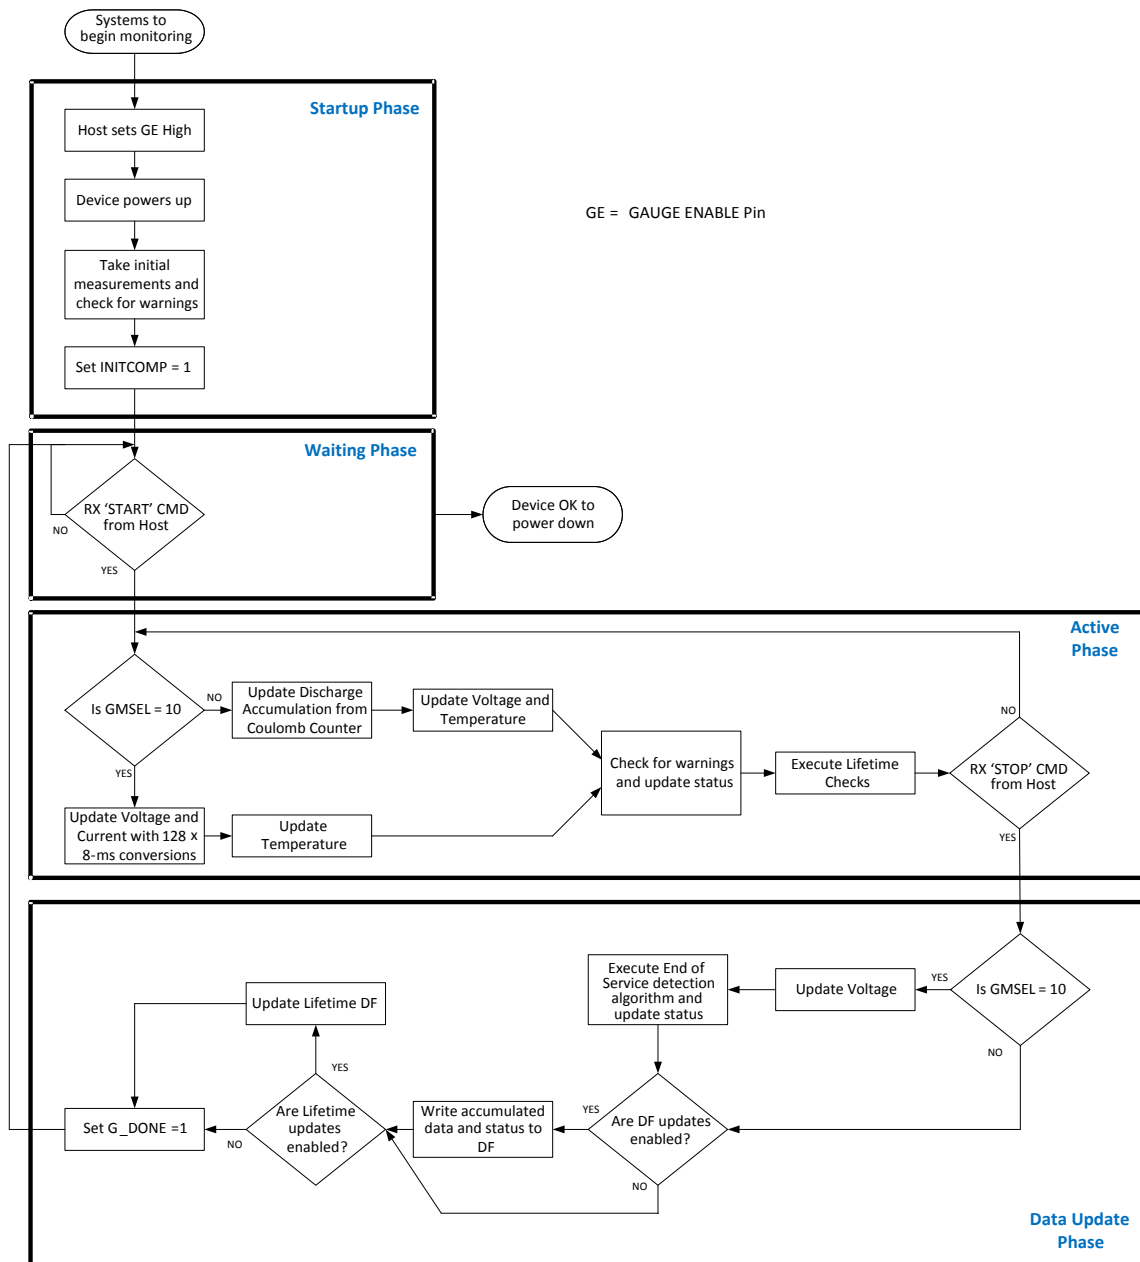 Systems to
begin monitoring
Startup Phase
Host sets GE High
Device powers up
GE = GAUGE ENABLE Pin
Take initial
measurements and
check for warnings
Set INITCOMP = 1
Waiting Phase
RX ‘START’ CMD
from Host
NO
YES
Device OK to
power down
Active
Phase
Is GMSEL = 10
NO
YES
Update Discharge
Accumulation from
Coulomb Counter
Update Voltage and
Temperature
Check for warnings
and update status
Execute Lifetime
Checks
NO
RX ‘STOP’ CMD
from Host
YES
Update Voltage and
Current with 128 x
8-ms conversions
Update
Temperature
Is GMSEL = 10
YES
NO
Update Voltage
Execute End of
Service detection
algorithm and
update status
Update Lifetime DF
YES
Are Lifetime
updates
enabled?
NO
Set G_DONE =1
Write accumulated
data and status to
DF
YES
Are DF updates
enabled?
NO
Data Update
Phase